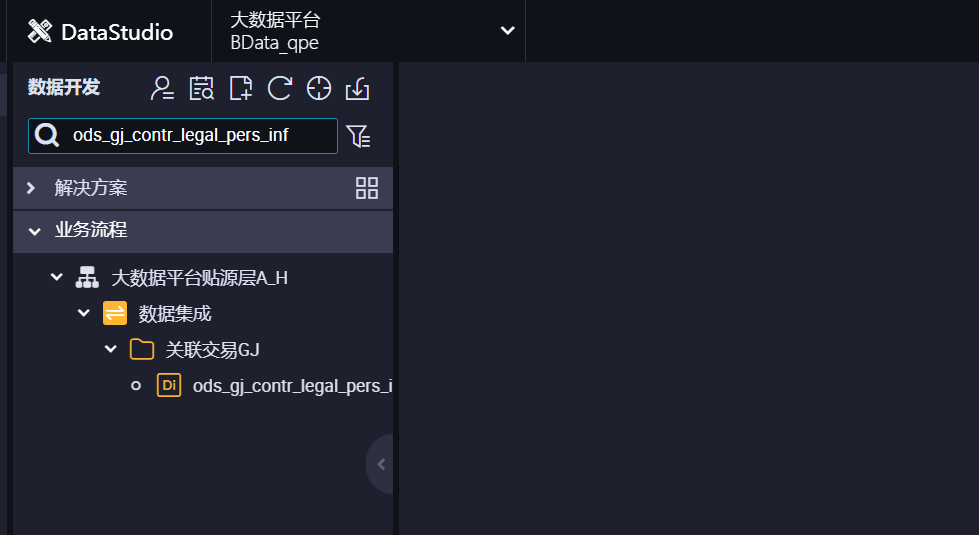 DataStudio
大数据平台
BData_qpe
数据开发
ods_gj_contr_legal_pers_inf
解决方案
业务流程
大数据平台贴源层A_H
数据集成
关联交易GJ
Di ods_gj_contr_legal_pers_i